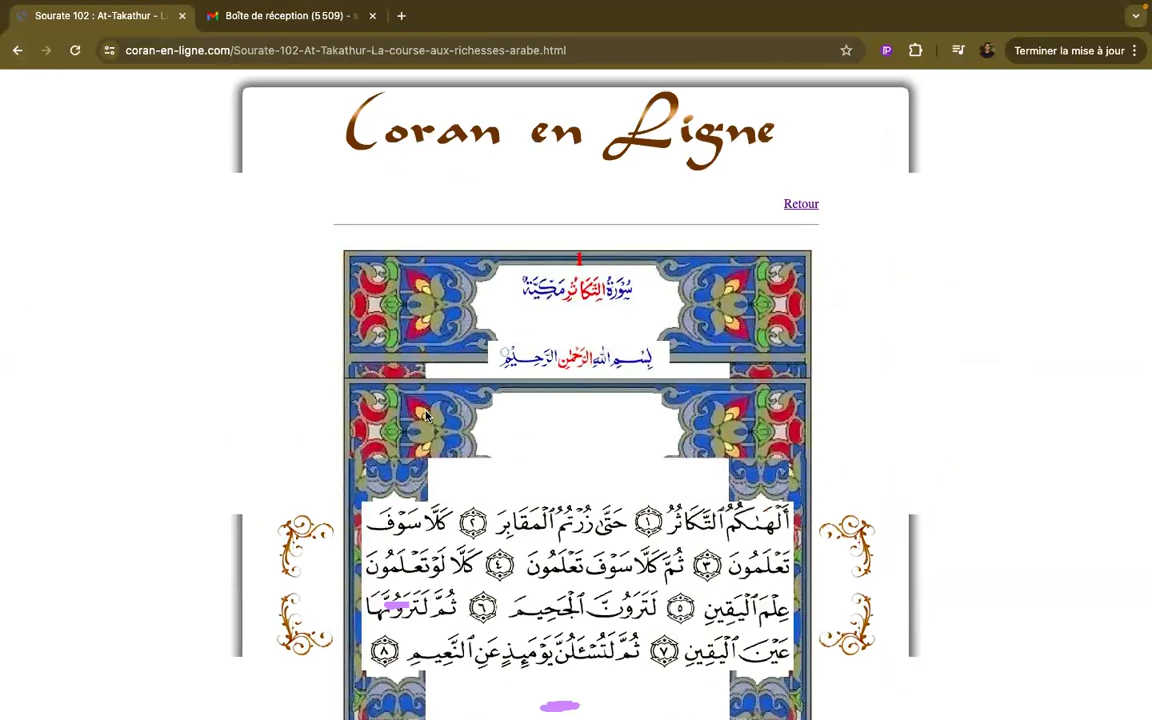 Sourate 102 : At-Takathur - L
Boîte de réception (5 509) - s
coran-en-ligne.com/Sourate-102-At-Takathur-La-course-aux-richesses-arabe.html
Terminer la mise à jour
Coran en Ligne
Retour
1
سُورَةُ التَّكَاثُرِ مَكِّيَّةٌ
بِسْمِ اللهِ الرَّحْمٰنِ الرَّحِيْمِ
أَلْهَىٰكُمُ ٱلتَّكَاثُرُ ١ حَتَّىٰ زُرْتُمُ ٱلْمَقَابِرَ ٢ كَلَّا سَوْفَ
تَعْلَمُونَ ٣ ثُمَّ كَلَّا سَوْفَ تَعْلَمُونَ ٤ كَلَّا لَوْ تَعْلَمُونَ
عِلْمَ ٱلْيَقِينِ ٥ لَتَرَوُنَّ ٱلْجَحِيمَ ٦ ثُمَّ لَتَرَوُنَّهَا
عَيْنَ ٱلْيَقِينِ ٧ ثُمَّ لَتُسْـَٔلُنَّ يَوْمَئِذٍ عَنِ ٱلنَّعِيمِ ٨